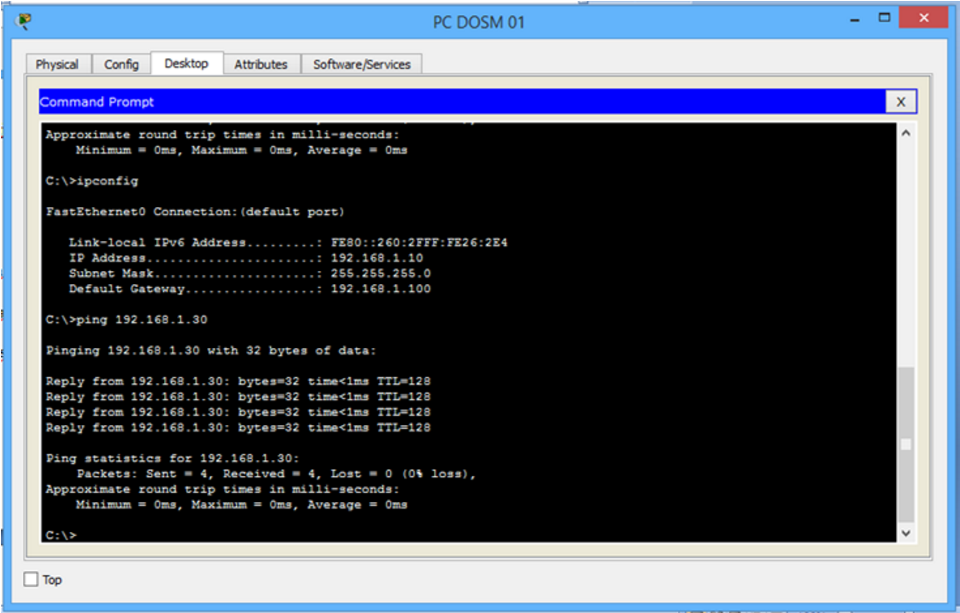 PC DOSM 01
Physical Config Desktop Attributes Software/Services
Command Prompt X
Approximate round trip times in milli-seconds:
Minimum = 0ms, Maximum = 0ms, Average = 0ms
C:\>ipconfig
FastEthernet0 Connection:(default port)
Link-local IPv6 Address.........: FE80::260:2FFF:FE26:2E4
IP Address......................: 192.168.1.10
Subnet Mask.....................: 255.255.255.0
Default Gateway.................: 192.168.1.100
C:\>ping 192.168.1.30
Pinging 192.168.1.30 with 32 bytes of data:
Reply from 192.168.1.30: bytes=32 time<1ms TTL=128
Reply from 192.168.1.30: bytes=32 time<1ms TTL=128
Reply from 192.168.1.30: bytes=32 time<1ms TTL=128
Reply from 192.168.1.30: bytes=32 time<1ms TTL=128
Ping statistics for 192.168.1.30:
Packets: Sent = 4, Received = 4, Lost = 0 (0% loss),
Approximate round trip times in milli-seconds:
Minimum = 0ms, Maximum = 0ms, Average = 0ms
C:\>
Top